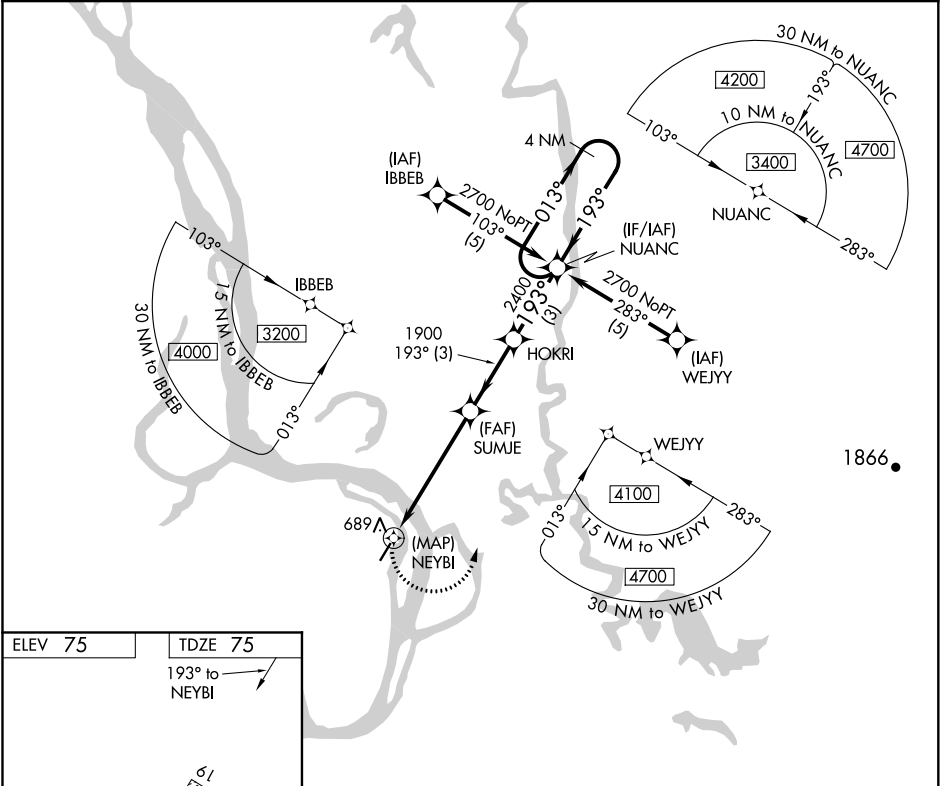 30 NM to NUANC
4200
193°
10 NM to NUANC
103°
3400
4700
NUANC
283°
4 NM
(IAF)
IBBEB
2700 NoPT
103°
(5)
013°
193°
(IF/IAF)
NUANC
103°
IBBEB
15 NM to IBBEB
3200
30 NM to IBBEB
4000
013°
2400
193°
(3)
2700 NoPT
283°
(5)
1900
193° (3)
HOKRI
(IAF)
WEJYY
(FAF)
SUMJE
WEJYY
1866
4100
013°
283°
15 NM to WEJYY
4700
30 NM to WEJYY
689
(MAP)
NEYBI
ELEV 75
TDZE 75
193° to
NEYBI
19